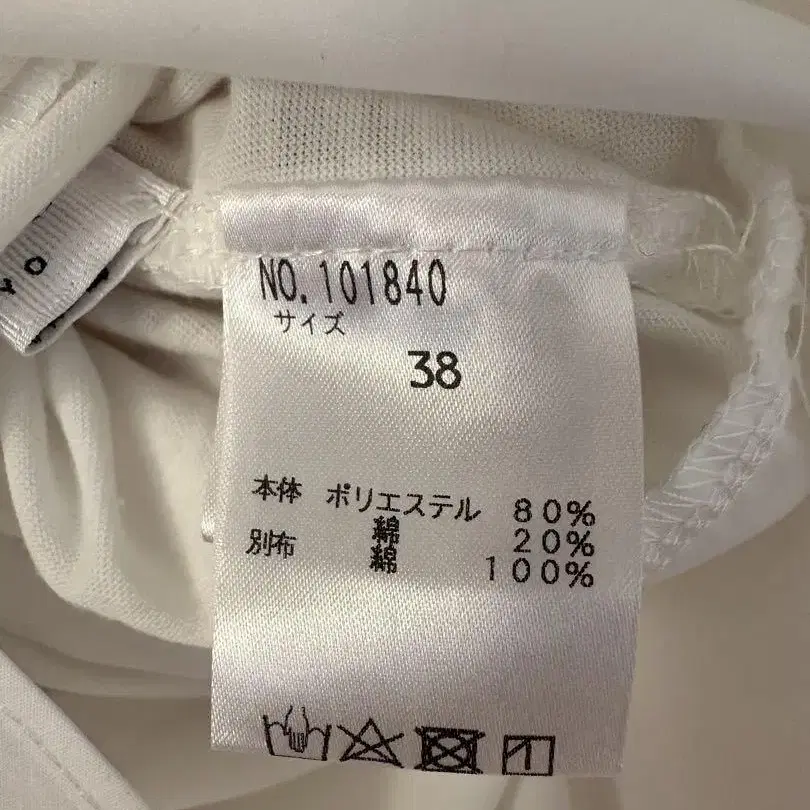 NO.101840
サイズ
38
本体 ポリエステル 80%
綿 20%
別布 綿 100%